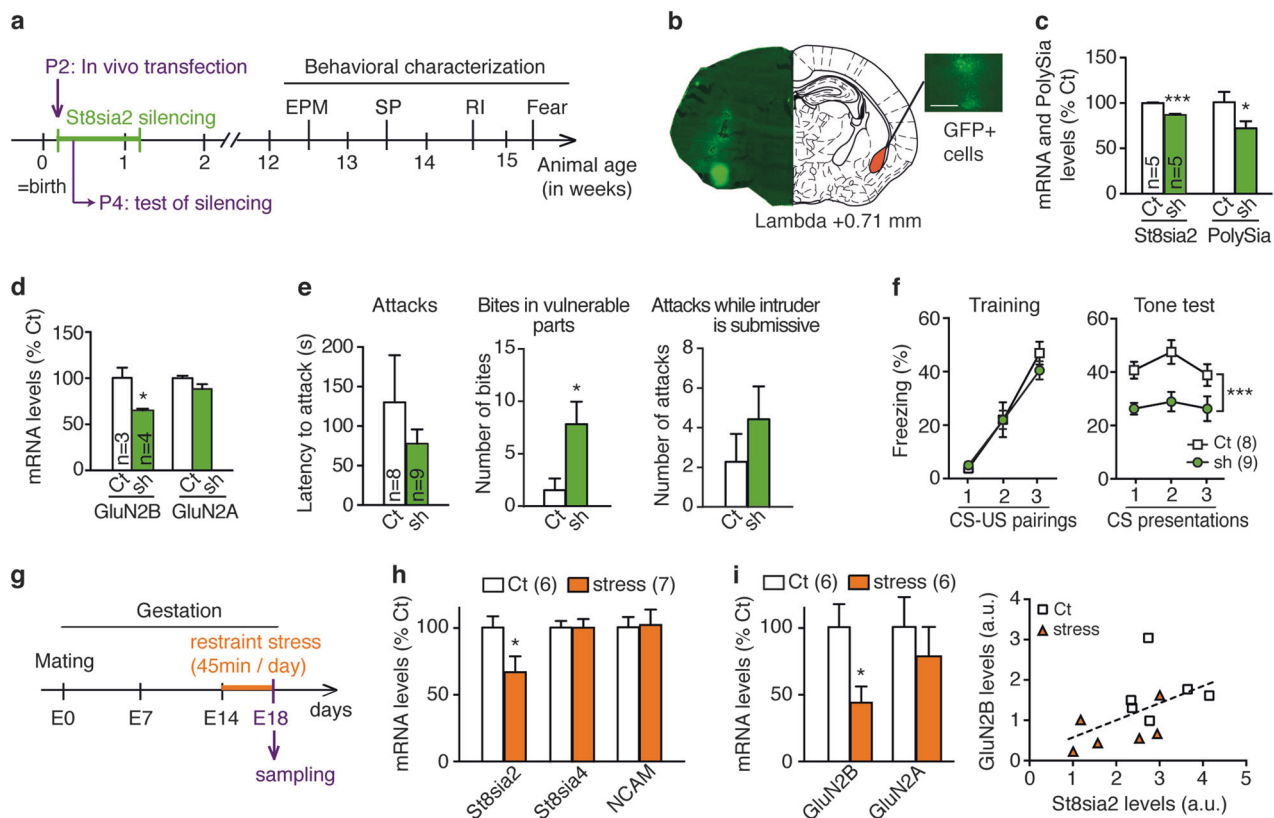 a
P2: In vivo transfection
Behavioral characterization
St8sia2 silencing
EPM
SP
RI
Fear
0
1
2
12
13
14
15
Animal age
(in weeks)
=birth
P4: test of silencing
b
GFP+
cells
Lambda +0.71 mm
c
mRNA and PolySia
levels (% Ct)
150
100
50
0
***
*
n=5
n=5
Ct
sh
Ct
sh
St8sia2
PolySia
d
mRNA levels (% Ct)
150
100
50
0
*
n=3
n=4
Ct
sh
Ct
sh
GluN2B
GluN2A
e
Attacks
Latency to attack (s)
200
150
100
50
0
n=8
n=9
Ct
sh
Bites in vulnerable
parts
Number of bites
15
10
5
0
*
Ct
sh
Attacks while intruder
is submissive
Number of attacks
8
6
4
2
0
Ct
sh
f
Training
Freezing (%)
60
40
20
0
1
2
3
CS-US pairings
Tone test
60
40
20
0
***
Ct (8)
sh (9)
1
2
3
CS presentations
g
Gestation
restraint stress
(45min / day)
Mating
E0
E7
E14
E18
days
sampling
h
Ct (6)
stress (7)
mRNA levels (% Ct)
100
50
0
*
St8sia2
St8sia4
NCAM
i
Ct (6)
stress (6)
mRNA levels (% Ct)
100
50
0
*
GluN2B
GluN2A
GluN2B levels (a.u.)
4
3
2
1
0
Ct
stress
0
1
2
3
4
5
St8sia2 levels (a.u.)